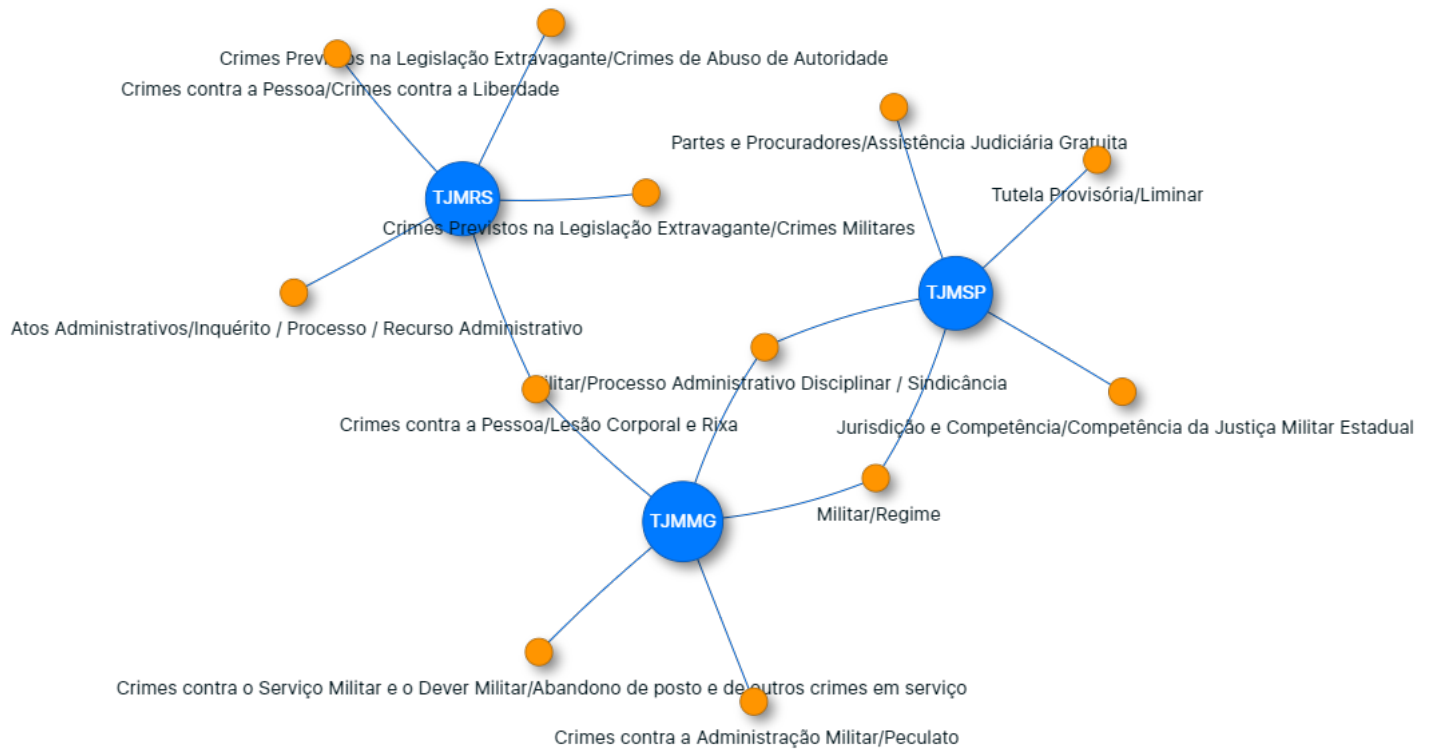 Crimes Previstos na Legislação Extravagante/Crimes de Abuso de Autoridade
Crimes contra a Pessoa/Crimes contra a Liberdade
Partes e Procuradores/Assistência Judiciária Gratuita
Tutela Provisória/Liminar
TJMRS
Crimes Previstos na Legislação Extravagante/Crimes Militares
TJMSP
Atos Administrativos/Inquérito / Processo / Recurso Administrativo
Militar/Processo Administrativo Disciplinar / Sindicância
Crimes contra a Pessoa/Lesão Corporal e Rixa
Jurisdição e Competência/Competência da Justiça Militar Estadual
Militar/Regime
TJMMG
Crimes contra o Serviço Militar e o Dever Militar/Abandono de posto e de outros crimes em serviço
Crimes contra a Administração Militar/Peculato